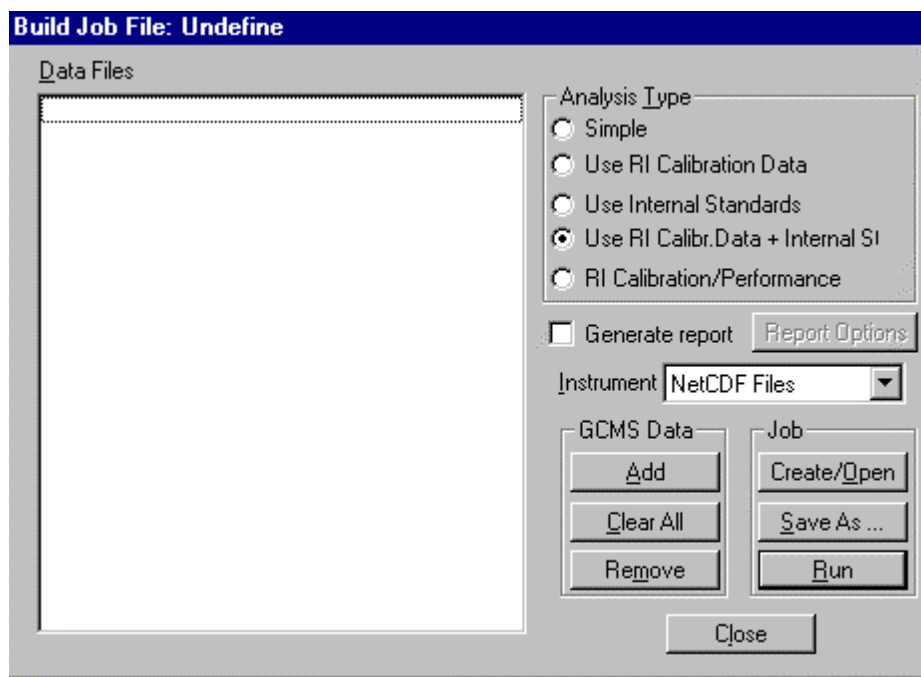 Build Job File: Undefine
Data Files
Analysis Type
Simple
Use RI Calibration Data
Use Internal Standards
Use RI Calibr.Data + Internal S
RI Calibration/Performance
Generate report
Report Options
Instrument
NetCDF Files
GCMS Data
Job
Add
Create/Open
Clear All
Save As ...
Remove
Run
Close